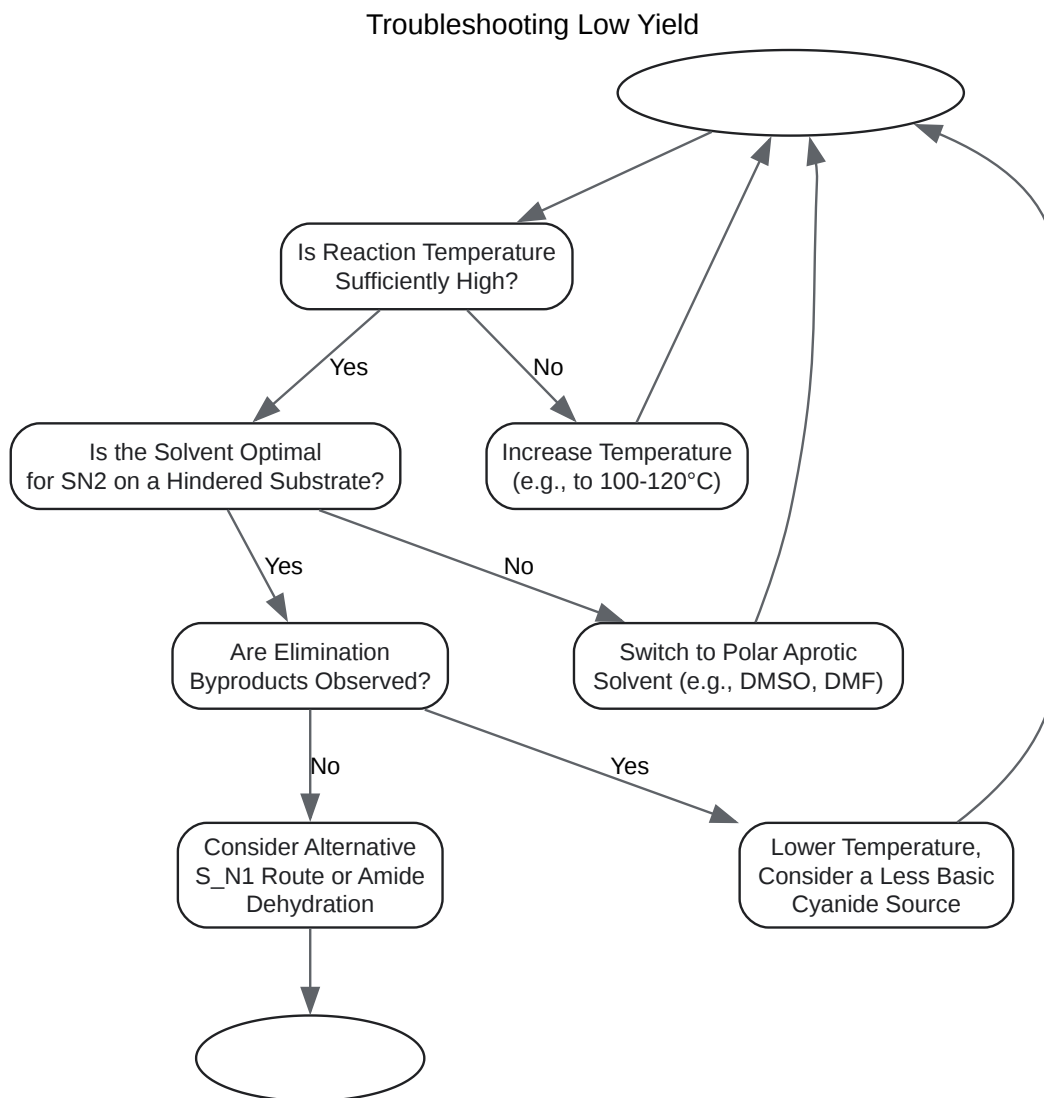 Troubleshooting Low Yield
Is Reaction Temperature
Sufficiently High?
Yes
No
Is the Solvent Optimal
for SN2 on a Hindered Substrate?
Increase Temperature
(e.g., to 100-120°C)
Yes
No
Are Elimination
Byproducts Observed?
Switch to Polar Aprotic
Solvent (e.g., DMSO, DMF)
No
Yes
Consider Alternative
S_N1 Route or Amide
Dehydration
Lower Temperature,
Consider a Less Basic
Cyanide Source